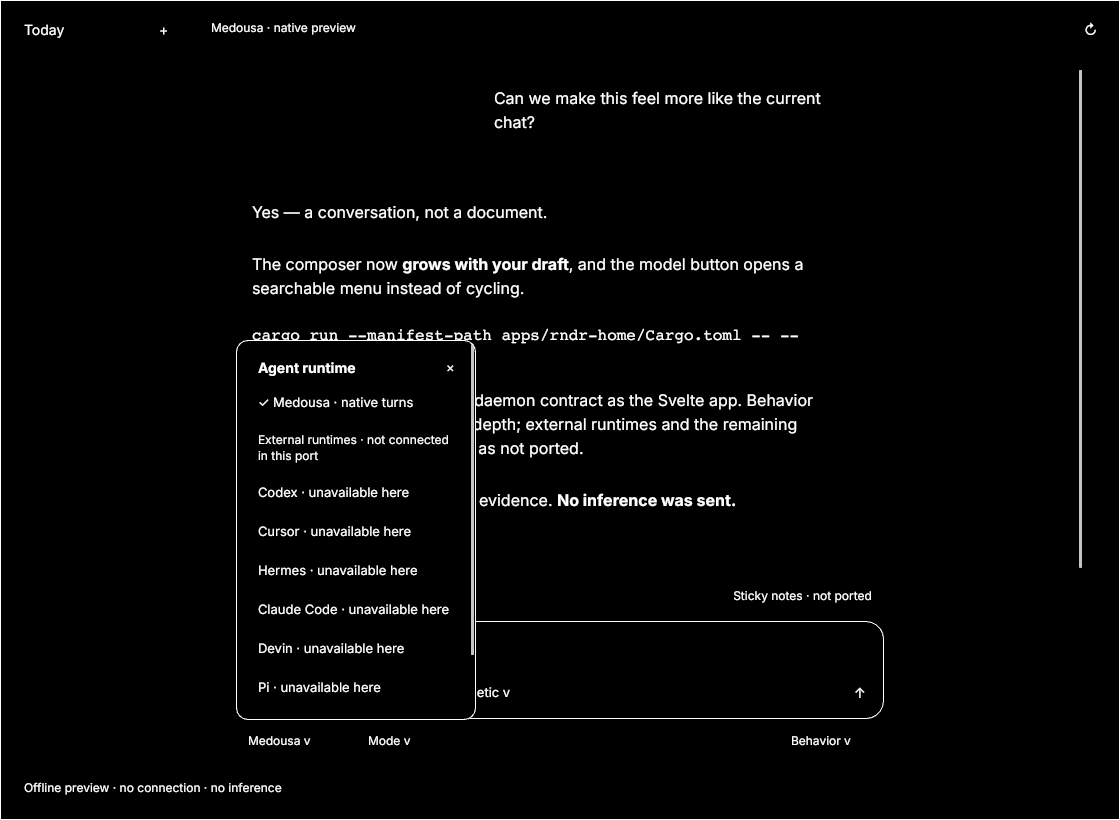 Today
+
Medousa · native preview
Can we make this feel more like the current
chat?
Yes — a conversation, not a document.
The composer now grows with your draft, and the model button opens a
searchable menu instead of cycling.
cargo run --manifest-path apps/rndr-home/Cargo.toml -- --
daemon contract as the Svelte app. Behavior
depth; external runtimes and the remaining
as not ported.
evidence. No inference was sent.
Agent runtime ×
✓ Medousa · native turns
External runtimes · not connected
in this port
Codex · unavailable here
Cursor · unavailable here
Hermes · unavailable here
Claude Code · unavailable here
Devin · unavailable here
Pi · unavailable here
Sticky notes · not ported
etic v
↑
Medousa v
Mode v
Behavior v
Offline preview · no connection · no inference